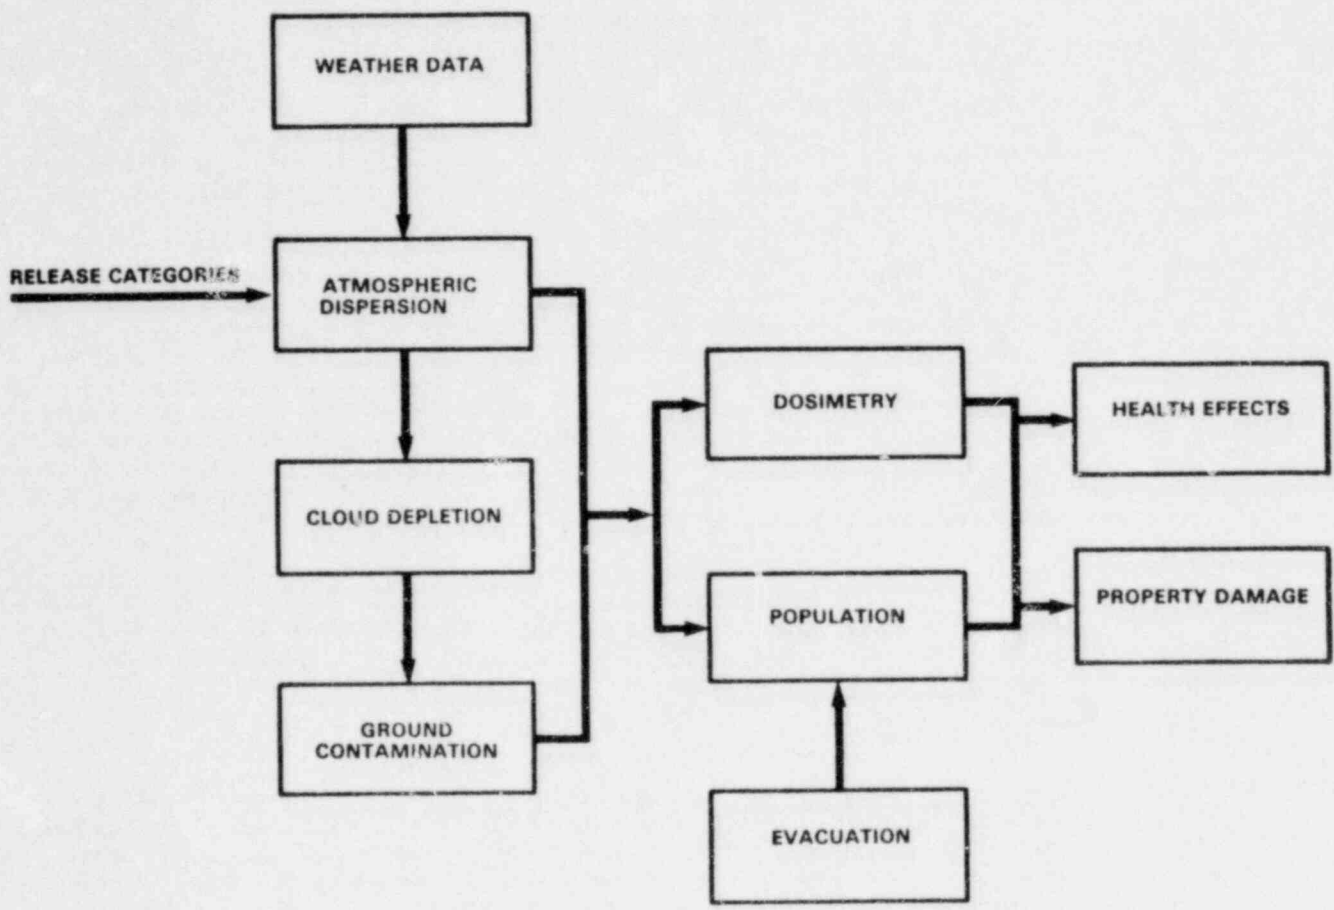 WEATHER DATA
RELEASE CATEGORIES
ATMOSPHERIC
DISPERSION
DOSIMETRY
HEALTH EFFECTS
CLOUD DEPLETION
PROPERTY DAMAGE
POPULATION
GROUND
CONTAMINATION
EVACUATION